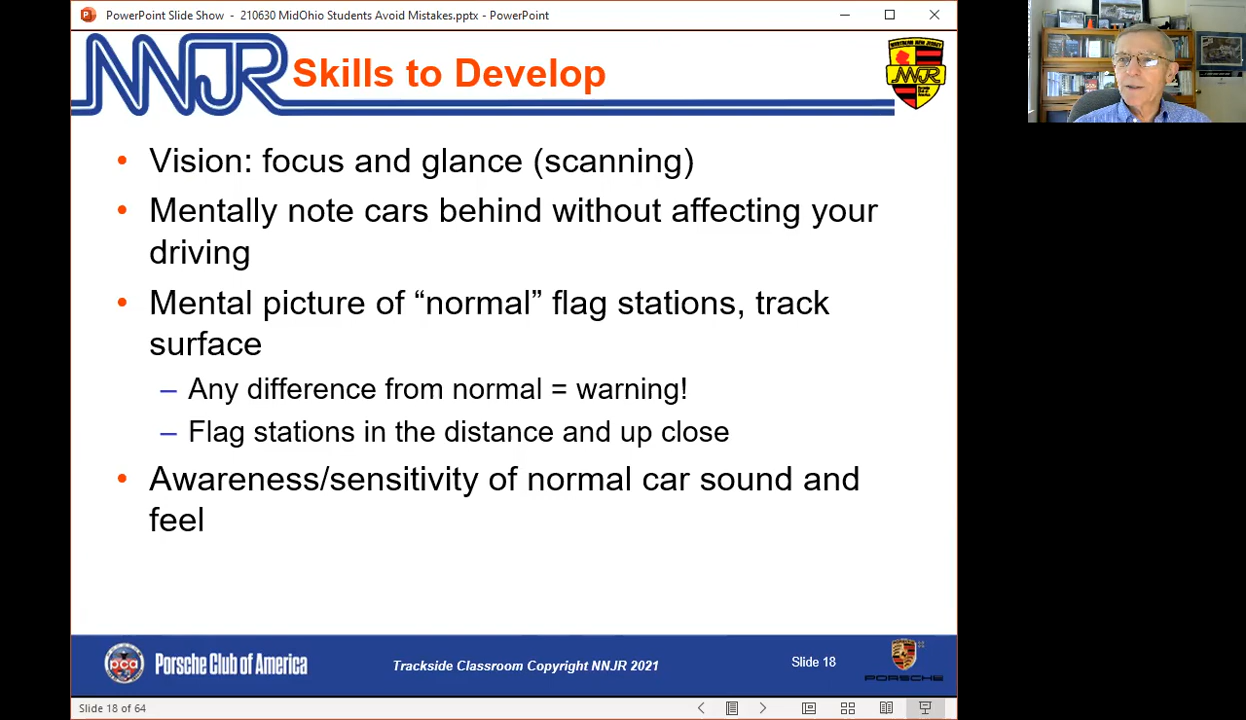 PowerPoint Slide Show - 210630 MidOhio Students Avoid Mistakes.pptx - PowerPoint
NNJR
Skills to Develop
NNJR
• Vision: focus and glance (scanning)
• Mentally note cars behind without affecting your
driving
• Mental picture of “normal” flag stations, track
surface
– Any difference from normal = warning!
– Flag stations in the distance and up close
• Awareness/sensitivity of normal car sound and
feel
pca
Porsche Club of America
Trackside Classroom Copyright NNJR 2021
Slide 18
PORSCHE
Slide 18 of 64